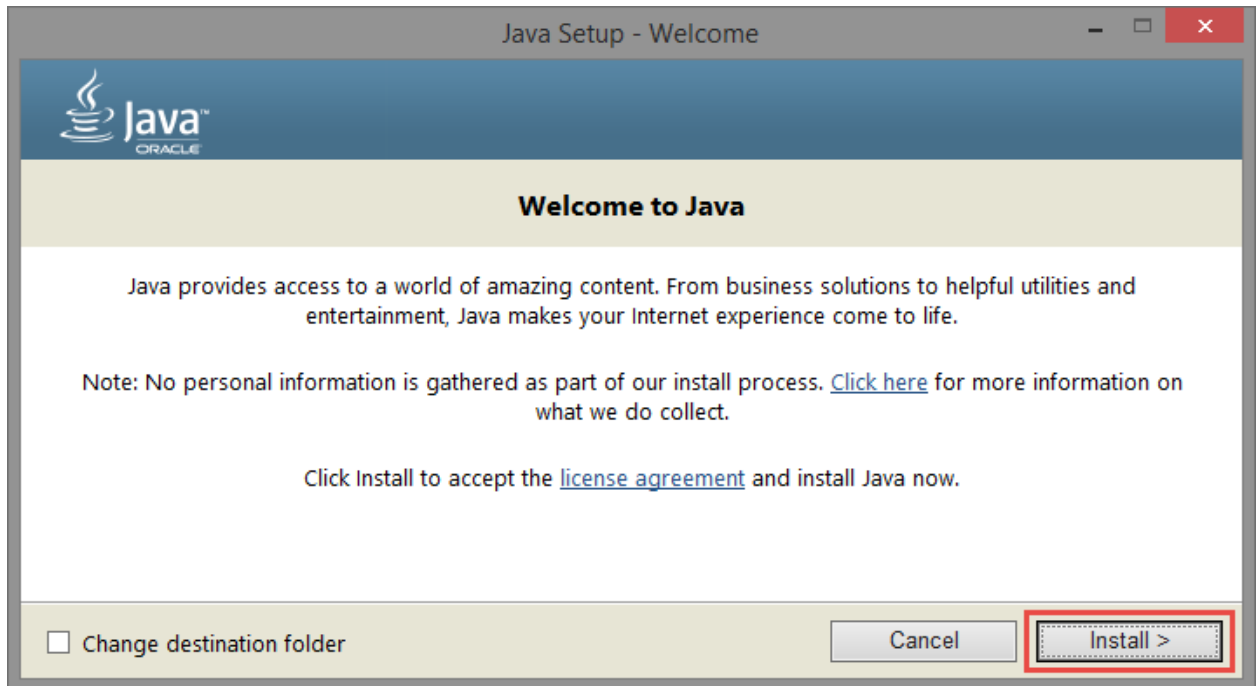 Java Setup - Welcome
Java™
ORACLE
Welcome to Java
Java provides access to a world of amazing content. From business solutions to helpful utilities and
entertainment, Java makes your Internet experience come to life.
Note: No personal information is gathered as part of our install process. Click here for more information on
what we do collect.
Click Install to accept the license agreement and install Java now.
Change destination folder
Cancel
Install >